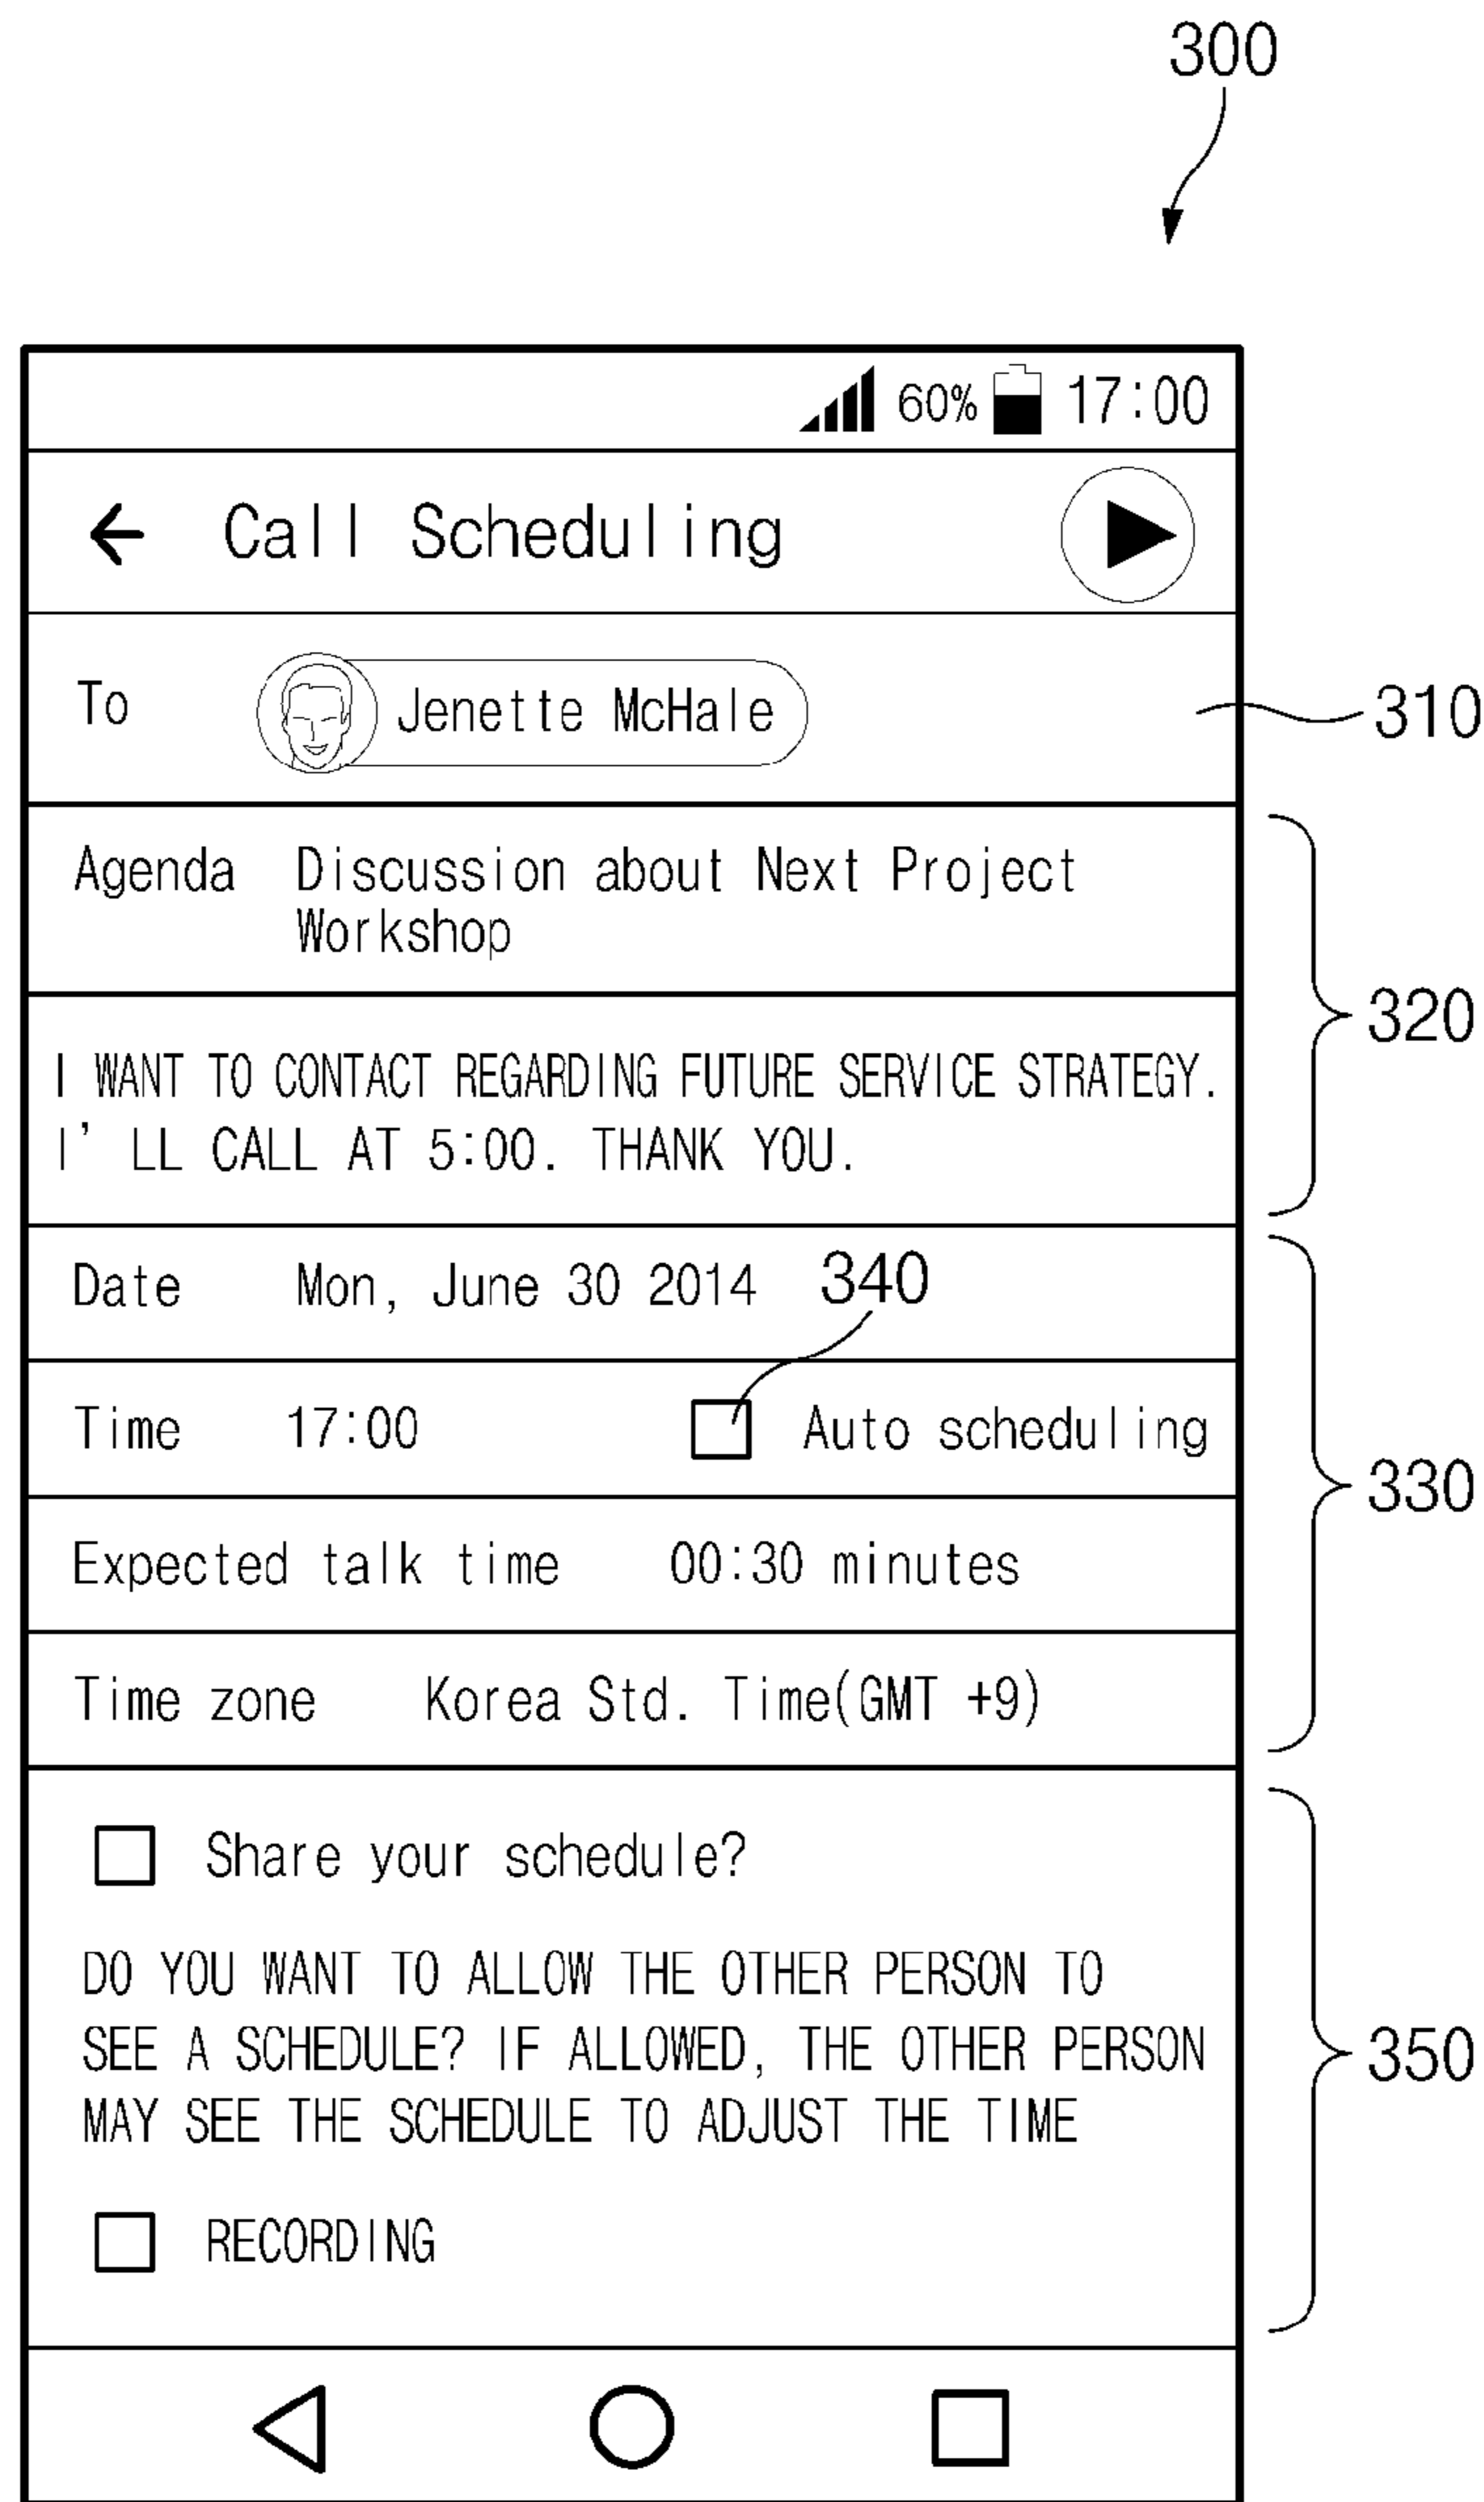 300
60% 17:00
Call Scheduling
To Jenette McHale
310
Agenda Discussion about Next Project
Workshop
320
I WANT TO CONTACT REGARDING FUTURE SERVICE STRATEGY.
I'LL CALL AT 5:00. THANK YOU.
Date Mon, June 30 2014 340
Time 17:00 Auto scheduling
330
Expected talk time 00:30 minutes
Time zone Korea Std. Time(GMT +9)
Share your schedule?
DO YOU WANT TO ALLOW THE OTHER PERSON TO
SEE A SCHEDULE? IF ALLOWED, THE OTHER PERSON
350
MAY SEE THE SCHEDULE TO ADJUST THE TIME
RECORDING